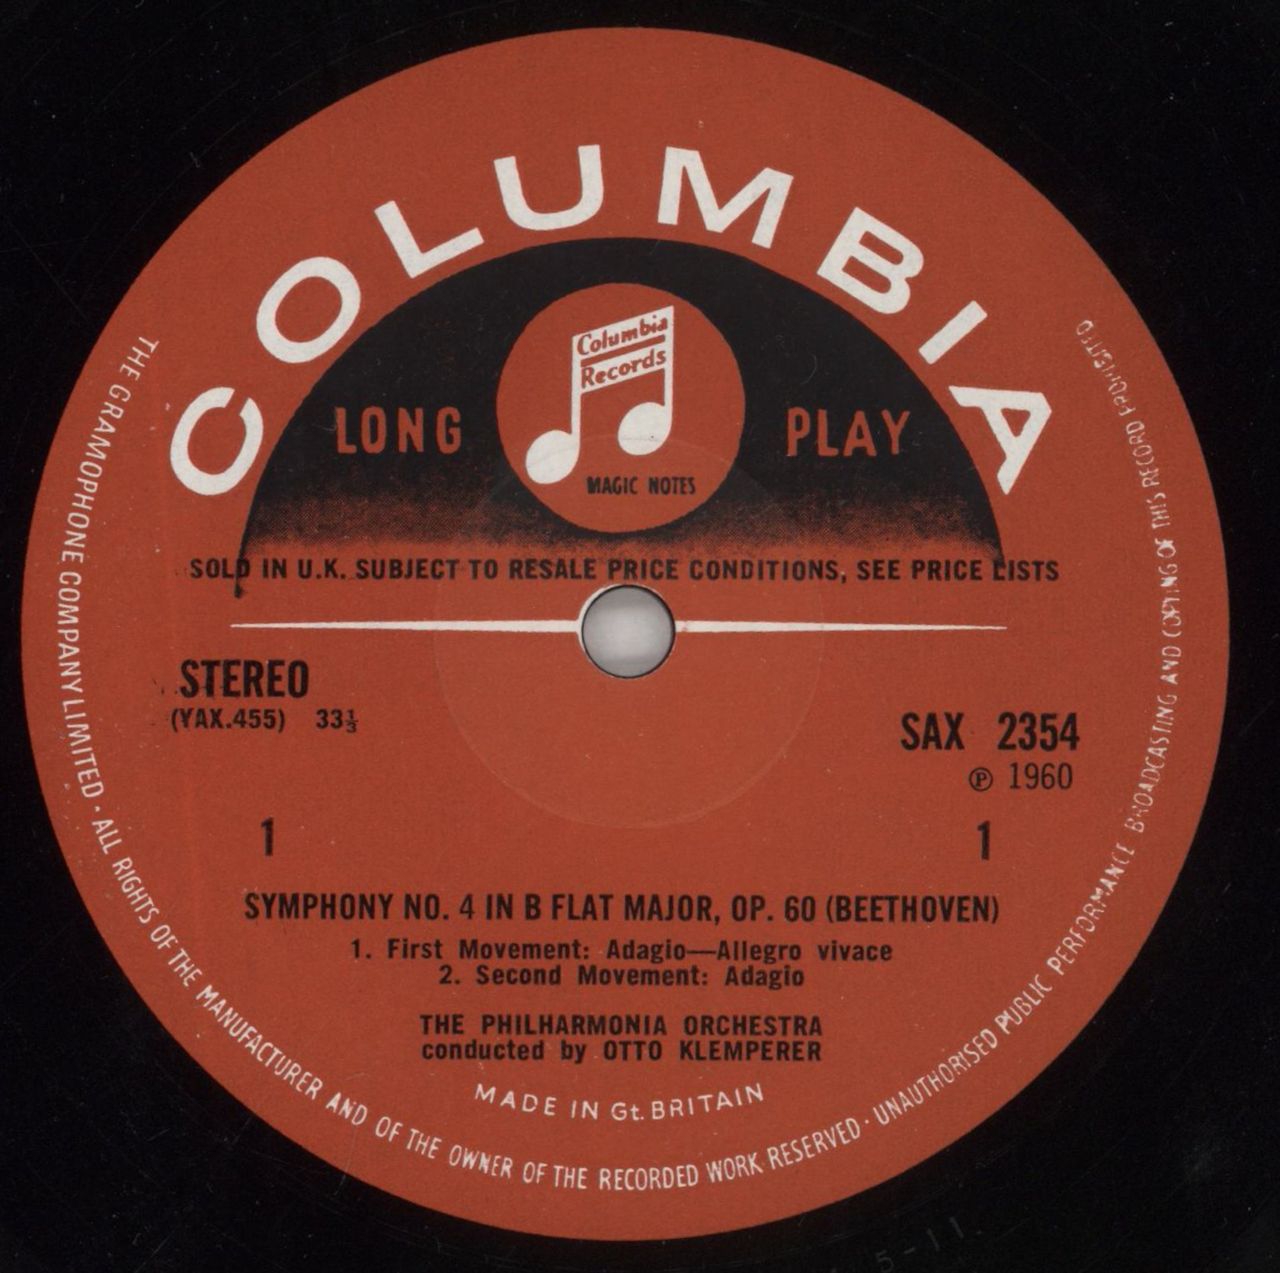 COLUMBIA
Columbia
Records
LONG PLAY
MAGIC NOTES
SOLD IN U.K. SUBJECT TO RESALE PRICE CONDITIONS, SEE PRICE LISTS
STEREO
(YAX.455) 33⅓
SAX 2354
℗ 1960
1 1
SYMPHONY NO. 4 IN B FLAT MAJOR, OP. 60 (BEETHOVEN)
1. First Movement: Adagio—Allegro vivace
2. Second Movement: Adagio
THE PHILHARMONIA ORCHESTRA
conducted by OTTO KLEMPERER
MADE IN Gt. BRITAIN
THE GRAMOPHONE COMPANY LIMITED · ALL RIGHTS OF THE MANUFACTURER AND OF THE OWNER OF THE RECORDED WORK RESERVED · UNAUTHORISED PUBLIC PERFORMANCE BROADCASTING AND COPYING OF THIS RECORD PROHIBITED
5-11